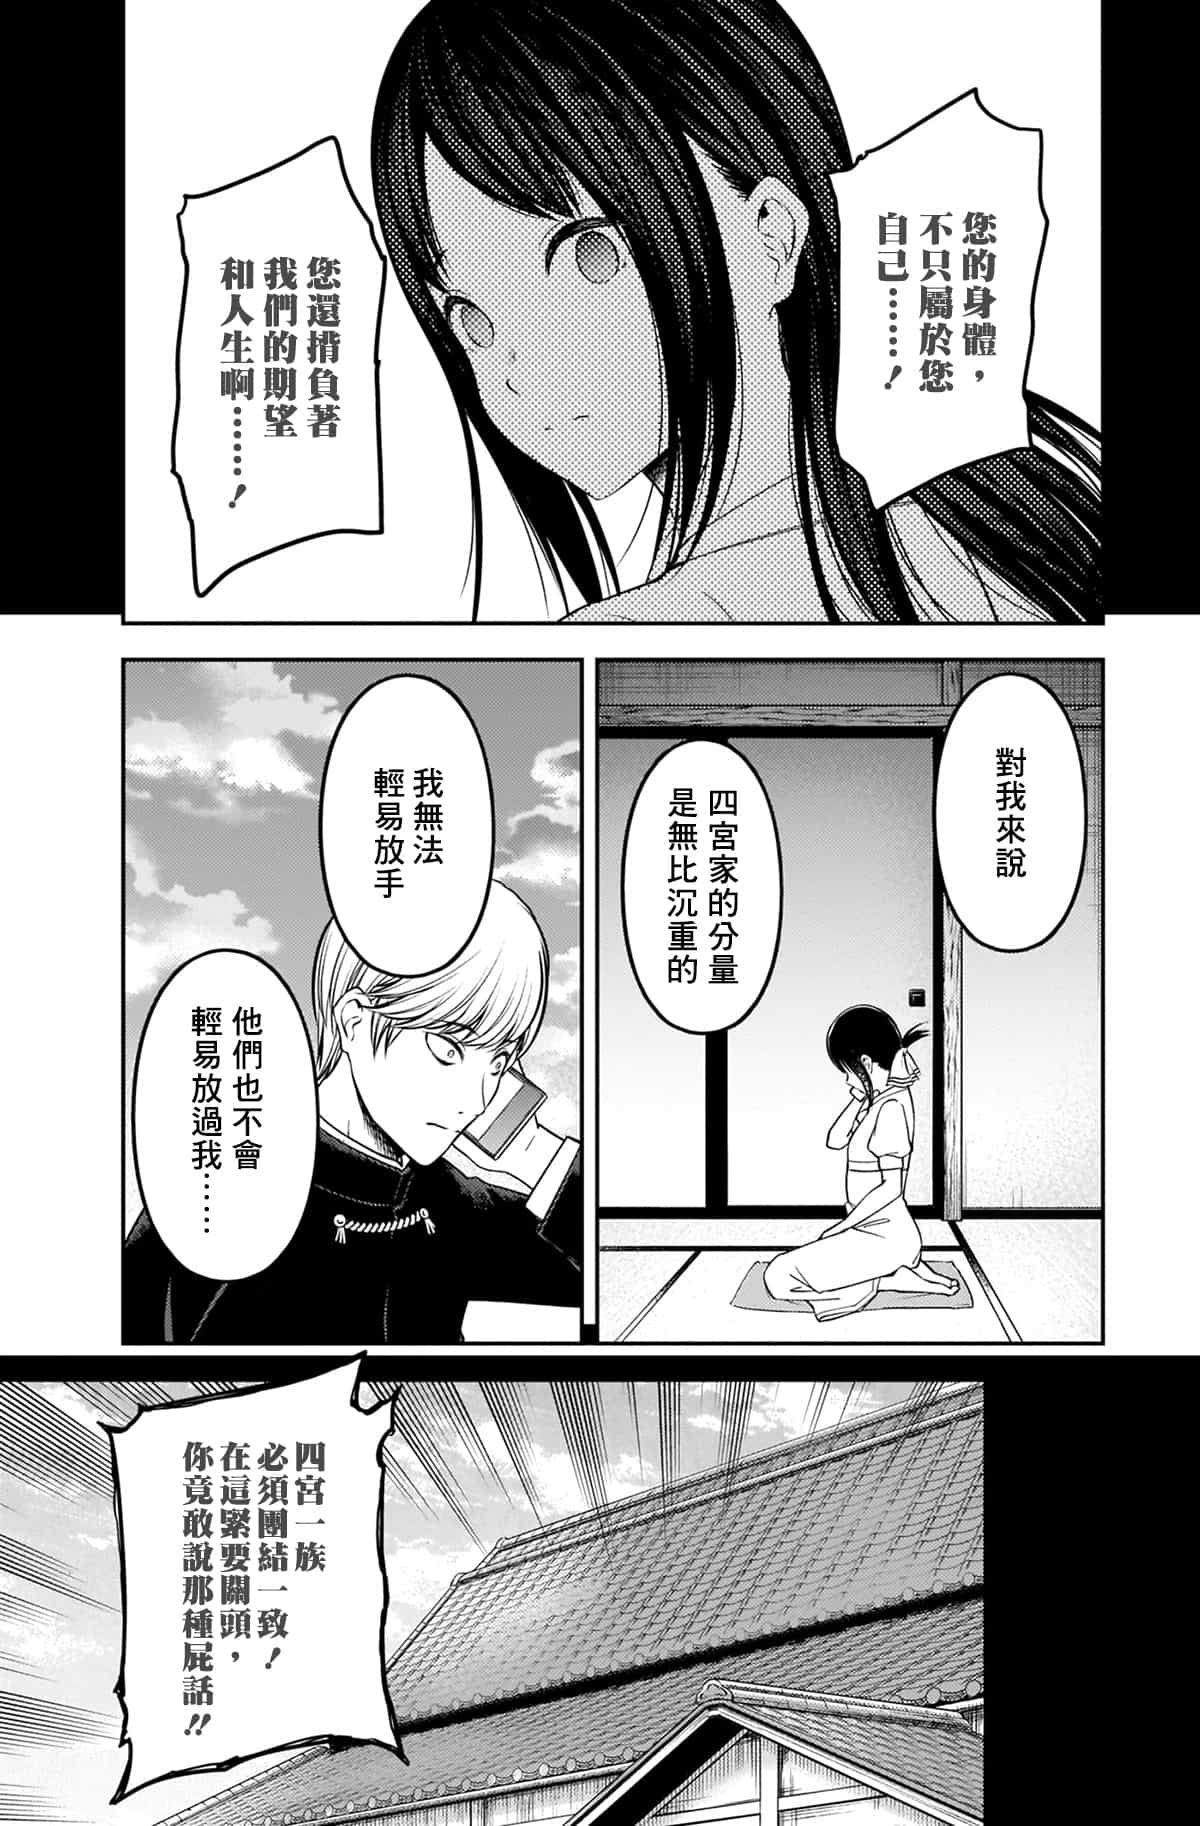 您的身體，
不只屬於您
自己……！
您還揹負著
我們的期望
和人生啊……！
對我來說
四宮家的分量
是無比沉重的
我無法
輕易放手
他們也不會
輕易放過我……
四宮一族
必須團結一致！
在這緊要關頭，
你竟敢說那種屁話！！